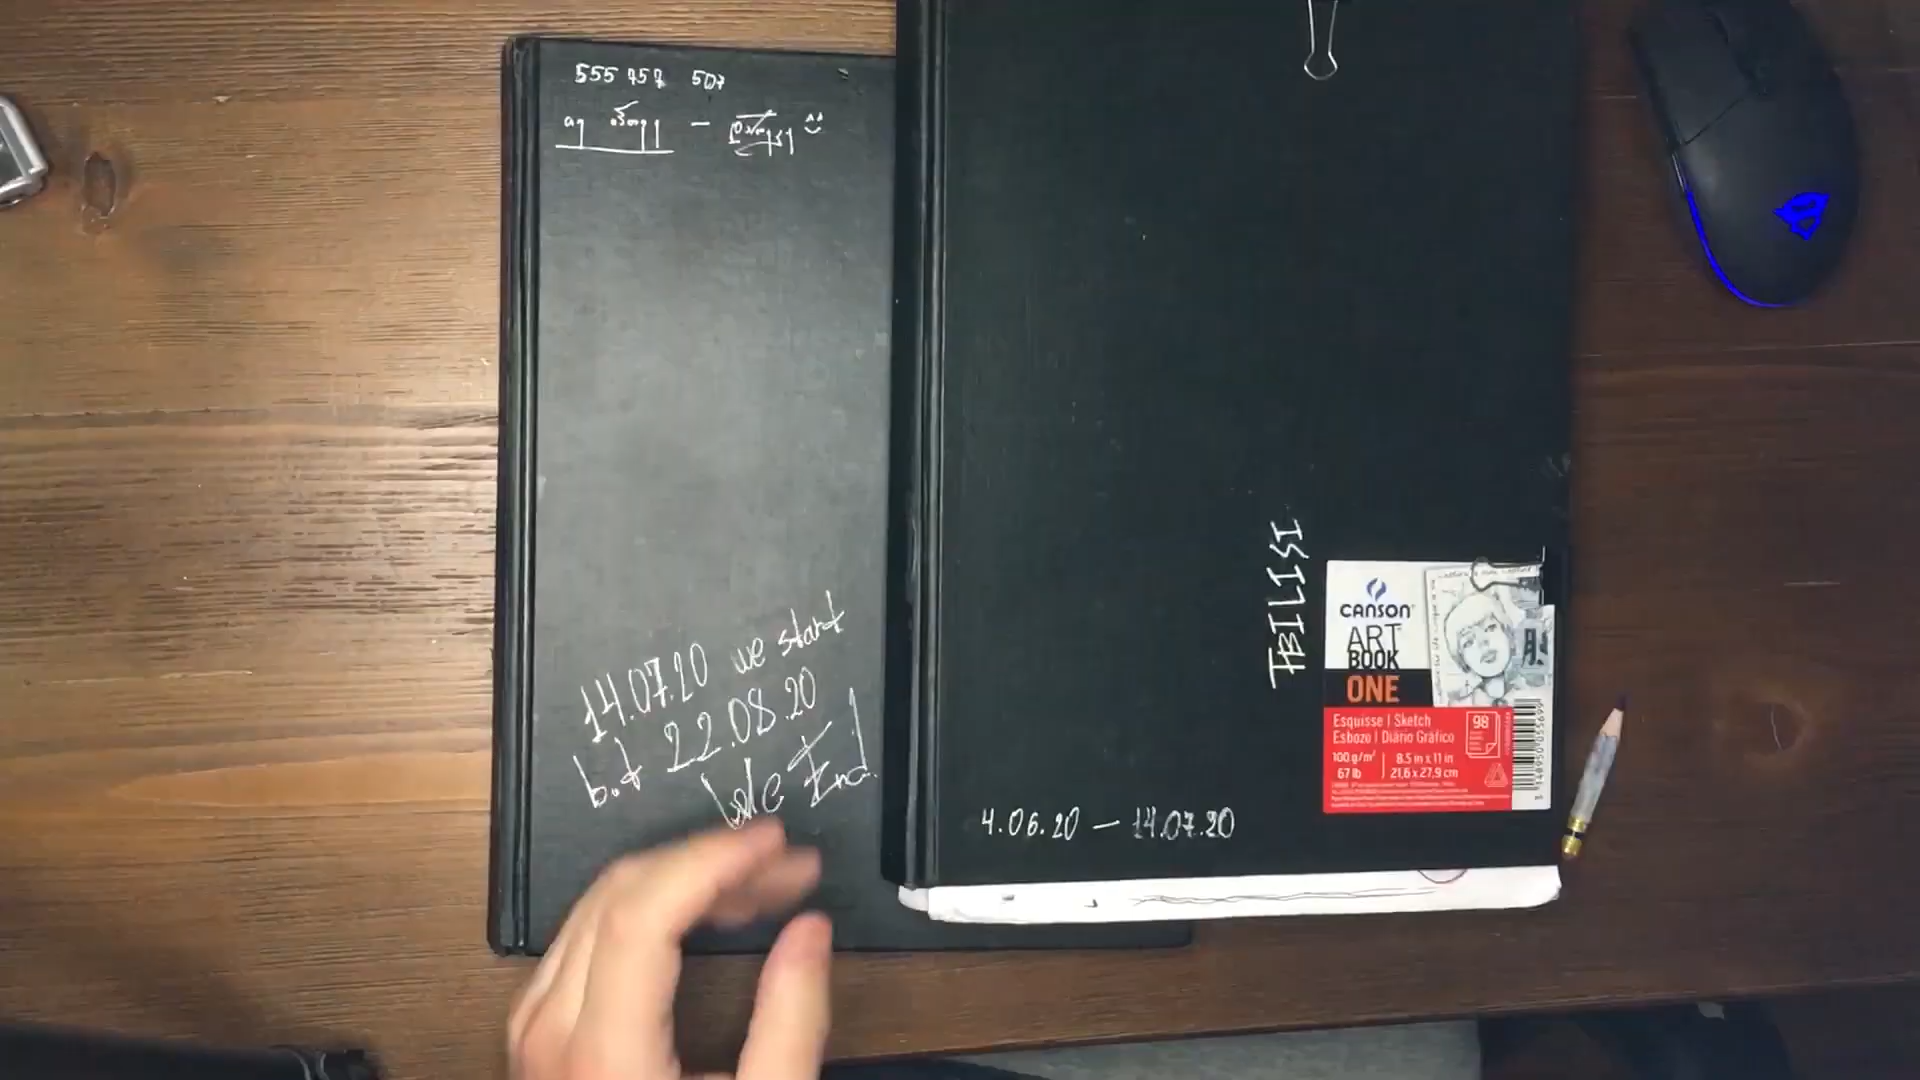 555 757 507
14.07.20 we start
but 22.08.20
We End.
TBILISI
4.06.20 — 14.07.20
CANSON
ART
BOOK
ONE
Esquisse | Sketch
Esbozo | Diário Gráfico
98
100 g/m² | 8.5 in x 11 in
67 lb | 21,6 x 27,9 cm